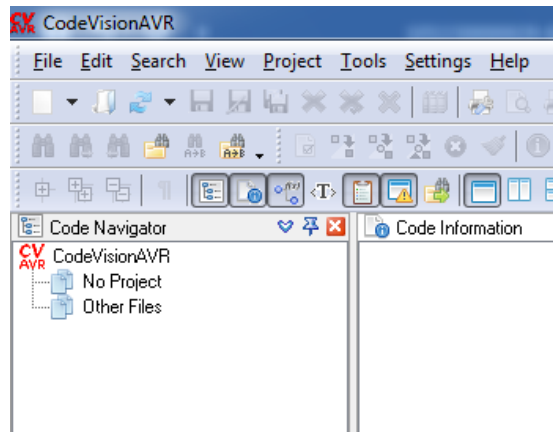 CodeVisionAVR
File Edit Search View Project Tools Settings Help
Code Navigator
Code Information
CodeVisionAVR
No Project
Other Files